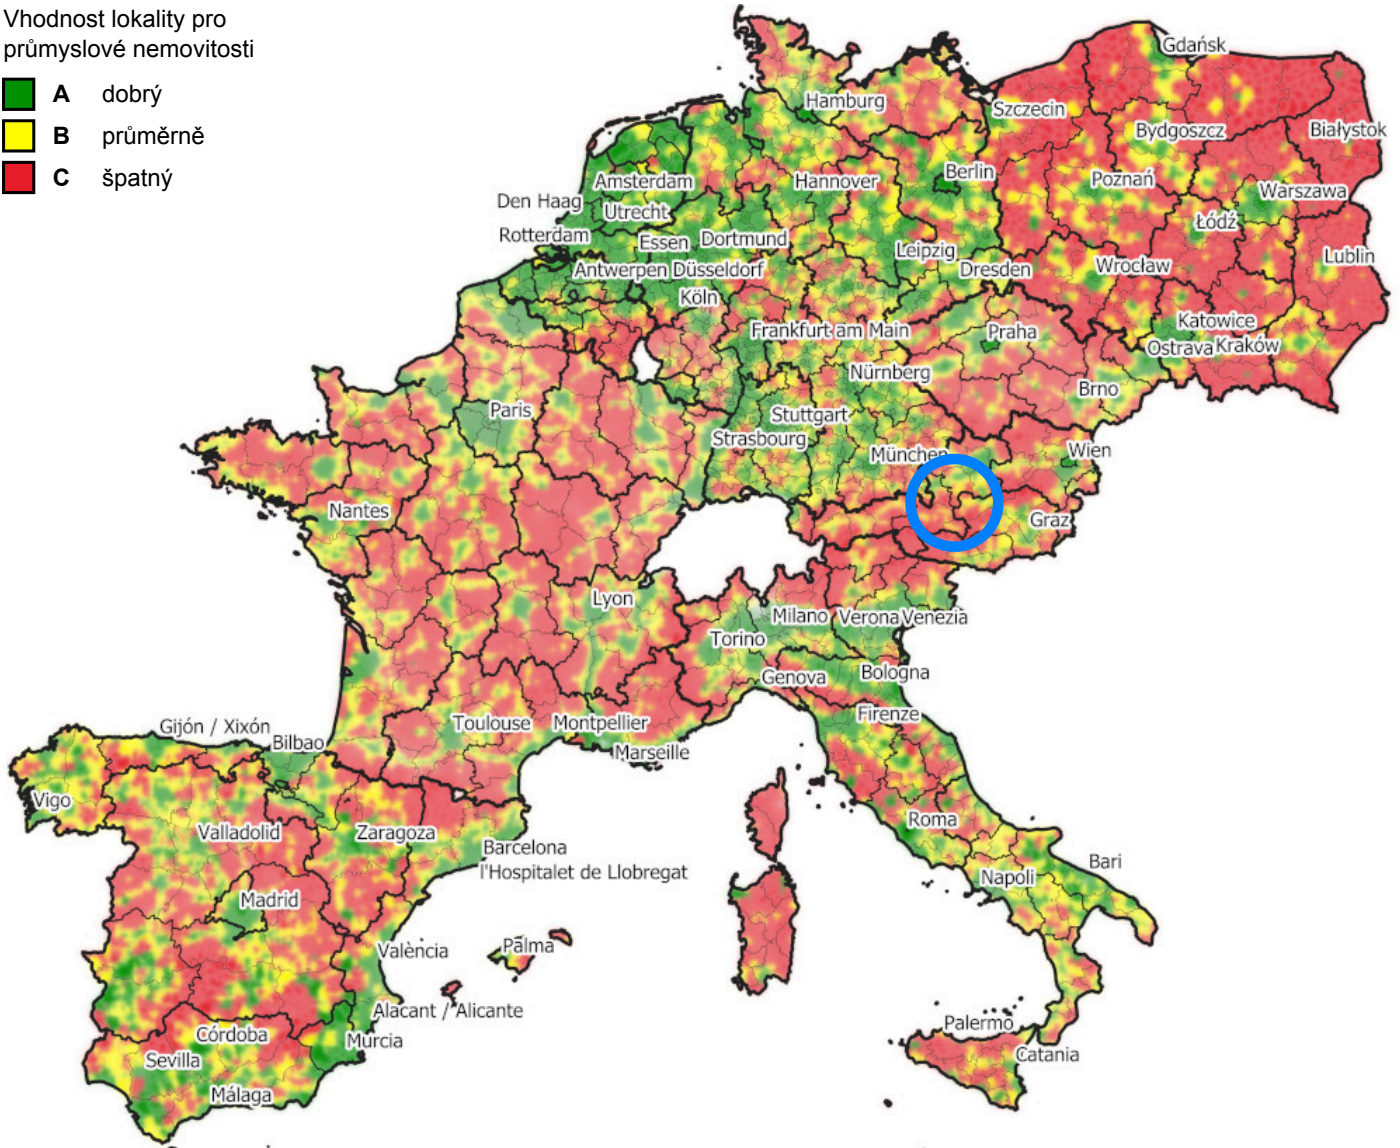 Vhodnost lokality pro
průmyslové nemovitosti
A dobrý
B průměrně
C špatný
Gdańsk
Hamburg
Szczecin
Bydgoszcz
Białystok
Berlin
Amsterdam
Hannover
Poznań
Warszawa
Den Haag
Utrecht
Łódź
Rotterdam
Essen
Dortmund
Leipzig
Lublin
Antwerpen
Düsseldorf
Dresden
Wrocław
Köln
Katowice
Frankfurt am Main
Praha
Ostrava
Kraków
Nürnberg
Brno
Paris
Stuttgart
Strasbourg
München
Wien
Nantes
Graz
Lyon
Milano
Verona
Venezia
Torino
Genova
Bologna
Firenze
Gijón / Xixón
Bilbao
Toulouse
Montpellier
Marseille
Vigo
Valladolid
Zaragoza
Roma
Barcelona
l'Hospitalet de Llobregat
Bari
Napoli
Madrid
València
Palma
Alacant / Alicante
Palermo
Córdoba
Murcia
Sevilla
Catania
Málaga